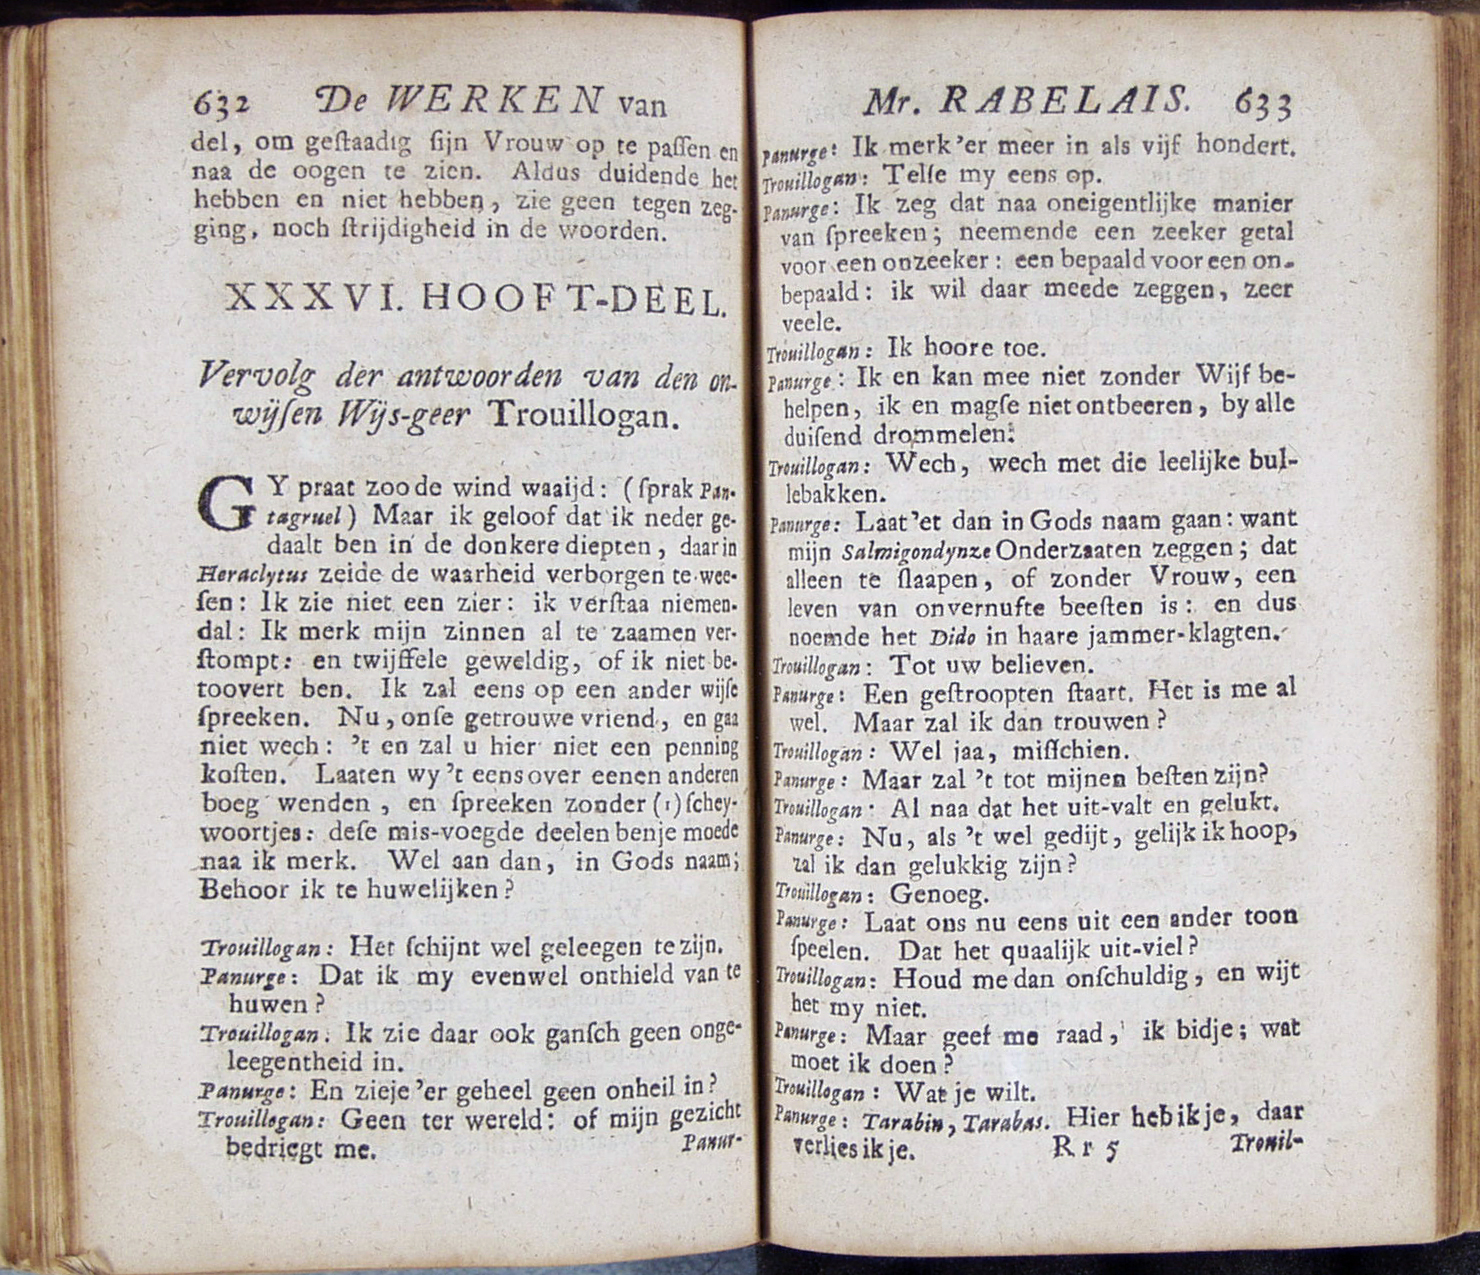 632 De WERKEN van
del, om geſtaadig ſijn Vrouw op te paſſen en
naa de oogen te zien. Aldus duidende het
hebben en niet hebben, zie geen tegen zeg-
ging, noch ſtrijdigheid in de woorden.
XXXVI. HOOFT-DEEL.
Vervolg der antwoorden van den on-
wijſen Wijs-geer Trouillogan.
GY praat zoo de wind waaijd: (ſprak Pan-
tagruel) Maar ik geloof dat ik neder ge-
daalt ben in de donkere diepten, daar in
Heraclytus zeide de waarheid verborgen te wee-
ſen: Ik zie niet een zier: ik verſtaa niemen-
dal: Ik merk mijn zinnen al te zaamen ver-
ſtompt: en twijffele geweldig, of ik niet be-
toovert ben. Ik zal eens op een ander wijſe
ſpreeken. Nu, onſe getrouwe vriend, en gaa
niet wech: 't en zal u hier niet een penning
koſten. Laaten wy 't eens over eenen anderen
boeg wenden, en ſpreeken zonder (1) ſchey-
woortjes: deſe mis-voegde deelen benje moede
naa ik merk. Wel aan dan, in Gods naam;
Behoor ik te huwelijken?
Trouillogan: Het ſchijnt wel geleegen te zijn.
Panurge: Dat ik my evenwel onthield van te
huwen?
Trouillogan. Ik zie daar ook ganſch geen onge-
leegentheid in.
Panurge: En zieje 'er geheel geen onheil in?
Trouillogan: Geen ter wereld: of mijn gezicht
bedriegt me. Panur-
Mr. RABELAIS. 633
Panurge: Ik merk 'er meer in als vijf hondert.
Trouillogan: Telſe my eens op.
Panurge: Ik zeg dat naa oneigentlijke manier
van ſpreeken; neemende een zeeker getal
voor een onzeeker: een bepaald voor een on-
bepaald: ik wil daar meede zeggen, zeer
veele.
Trouillogan: Ik hoore toe.
Panurge: Ik en kan mee niet zonder Wijf be-
helpen, ik en magſe niet ontbeeren, by alle
duiſend drommelen:
Trouillogan: Wech, wech met die leelijke bul-
lebakken.
Panurge: Laat 'et dan in Gods naam gaan: want
mijn Salmigondynze Onderzaaten zeggen; dat
alleen te ſlaapen, of zonder Vrouw, een
leven van onvernufte beeſten is: en dus
noemde het Dido in haare jammer-klagten.
Trouillogan: Tot uw believen.
Panurge: Een geſtroopten ſtaart. Het is me al
wel. Maar zal ik dan trouwen?
Trouillogan: Wel jaa, miſſchien.
Panurge: Maar zal 't tot mijnen beſten zijn?
Trouillogan: Al naa dat het uit-valt en gelukt.
Panurge: Nu, als 't wel gedijt, gelijk ik hoop,
zal ik dan gelukkig zijn?
Trouillogan: Genoeg.
Panurge: Laat ons nu eens uit een ander toon
ſpeelen. Dat het quaalijk uit-viel?
Trouillogan: Houd me dan onſchuldig, en wijt
het my niet.
Panurge: Maar geef me raad, ik bidje; wat
moet ik doen?
Trouillogan: Wat je wilt.
Panurge: Tarabin, Tarabas. Hier heb ik je, daar
verlies ik je. Rr 5 Trouil-